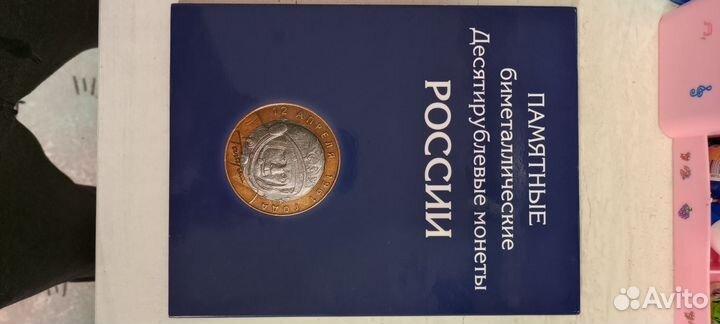 ПАМЯТНЫЕ
биметаллические
Десятирублевые монеты
РОССИИ
12 АПРЕЛЯ 1961 ГОДА
Avito